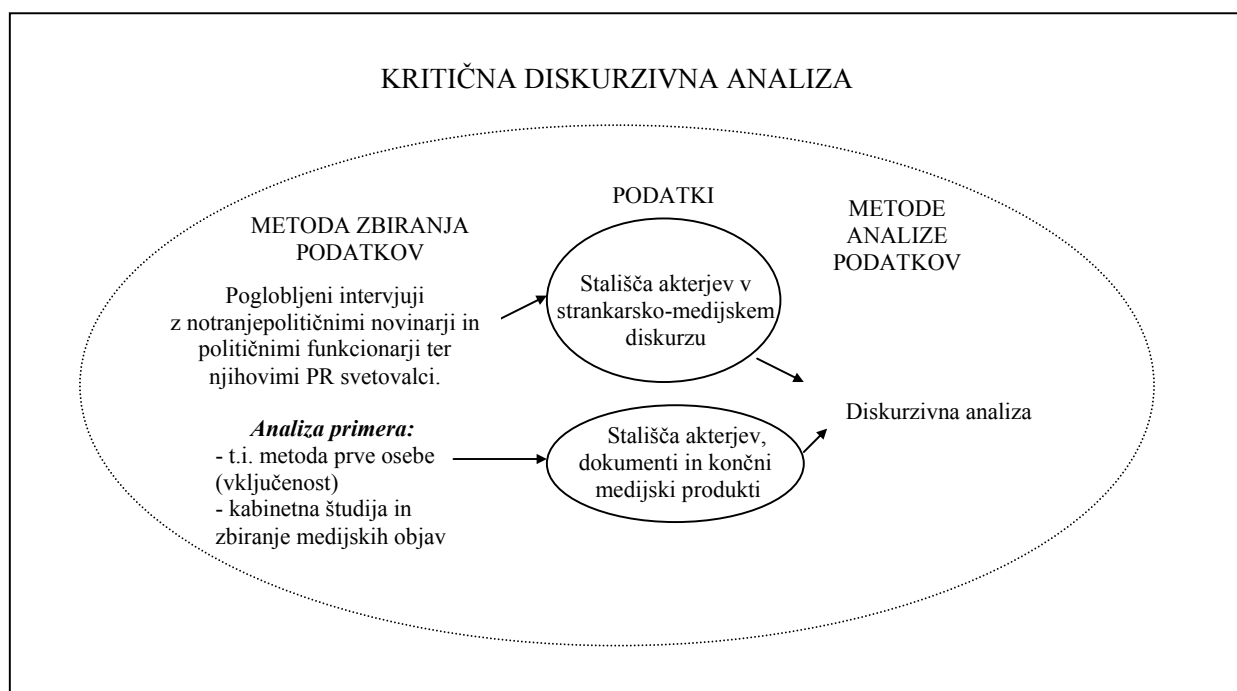 KRITIČNA DISKURZIVNA ANALIZA
METODA ZBIRANJA
PODATKOV
Poglobljeni intervjuji
z notranjepolitičnimi novinarji in
političnimi funkcionarji ter
njihovimi PR svetovalci.
Analiza primera:
- t.i. metoda prve osebe
(vključenost)
- kabinetna študija in
zbiranje medijskih objav
PODATKI
Stališča akterjev v
strankarsko-medijskem
diskurzu
Stališča akterjev,
dokumenti in končni
medijski produkti
METODE
ANALIZE
PODATKOV
Diskurzivna analiza